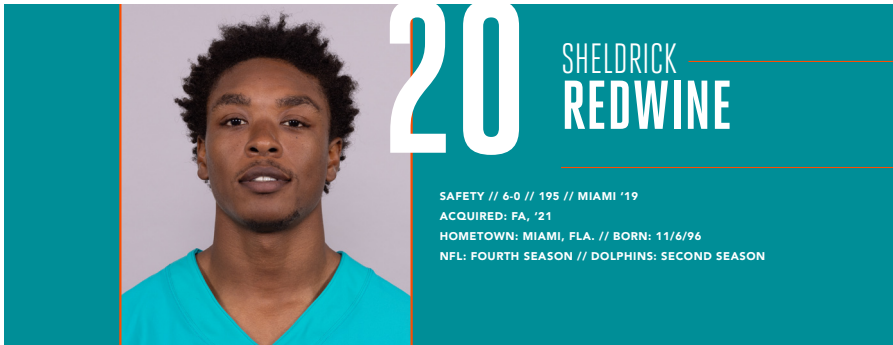 20
SHELDRICK
REDWINE
SAFETY // 6-0 // 195 // MIAMI ‘19
ACQUIRED: FA, ‘21
HOMETOWN: MIAMI, FLA. // BORN: 11/6/96
NFL: FOURTH SEASON // DOLPHINS: SECOND SEASON